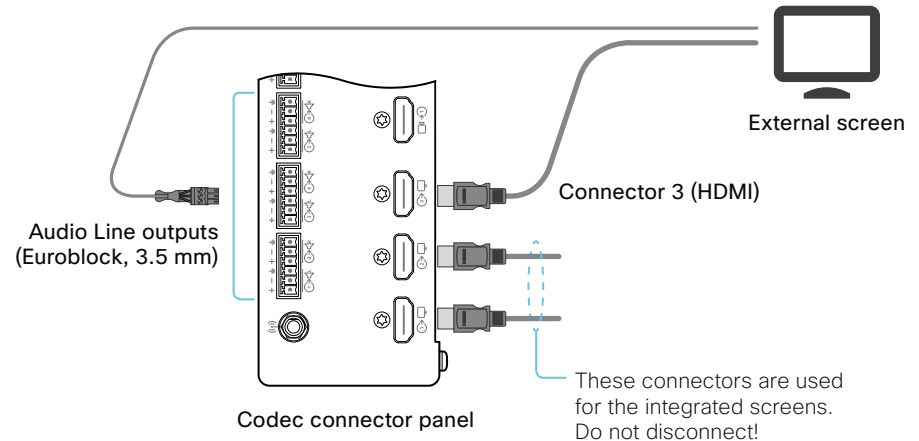 External screen
Connector 3 (HDMI)
Audio Line outputs
(Euroblock, 3.5 mm)
These connectors are used
for the integrated screens.
Do not disconnect!
Codec connector panel